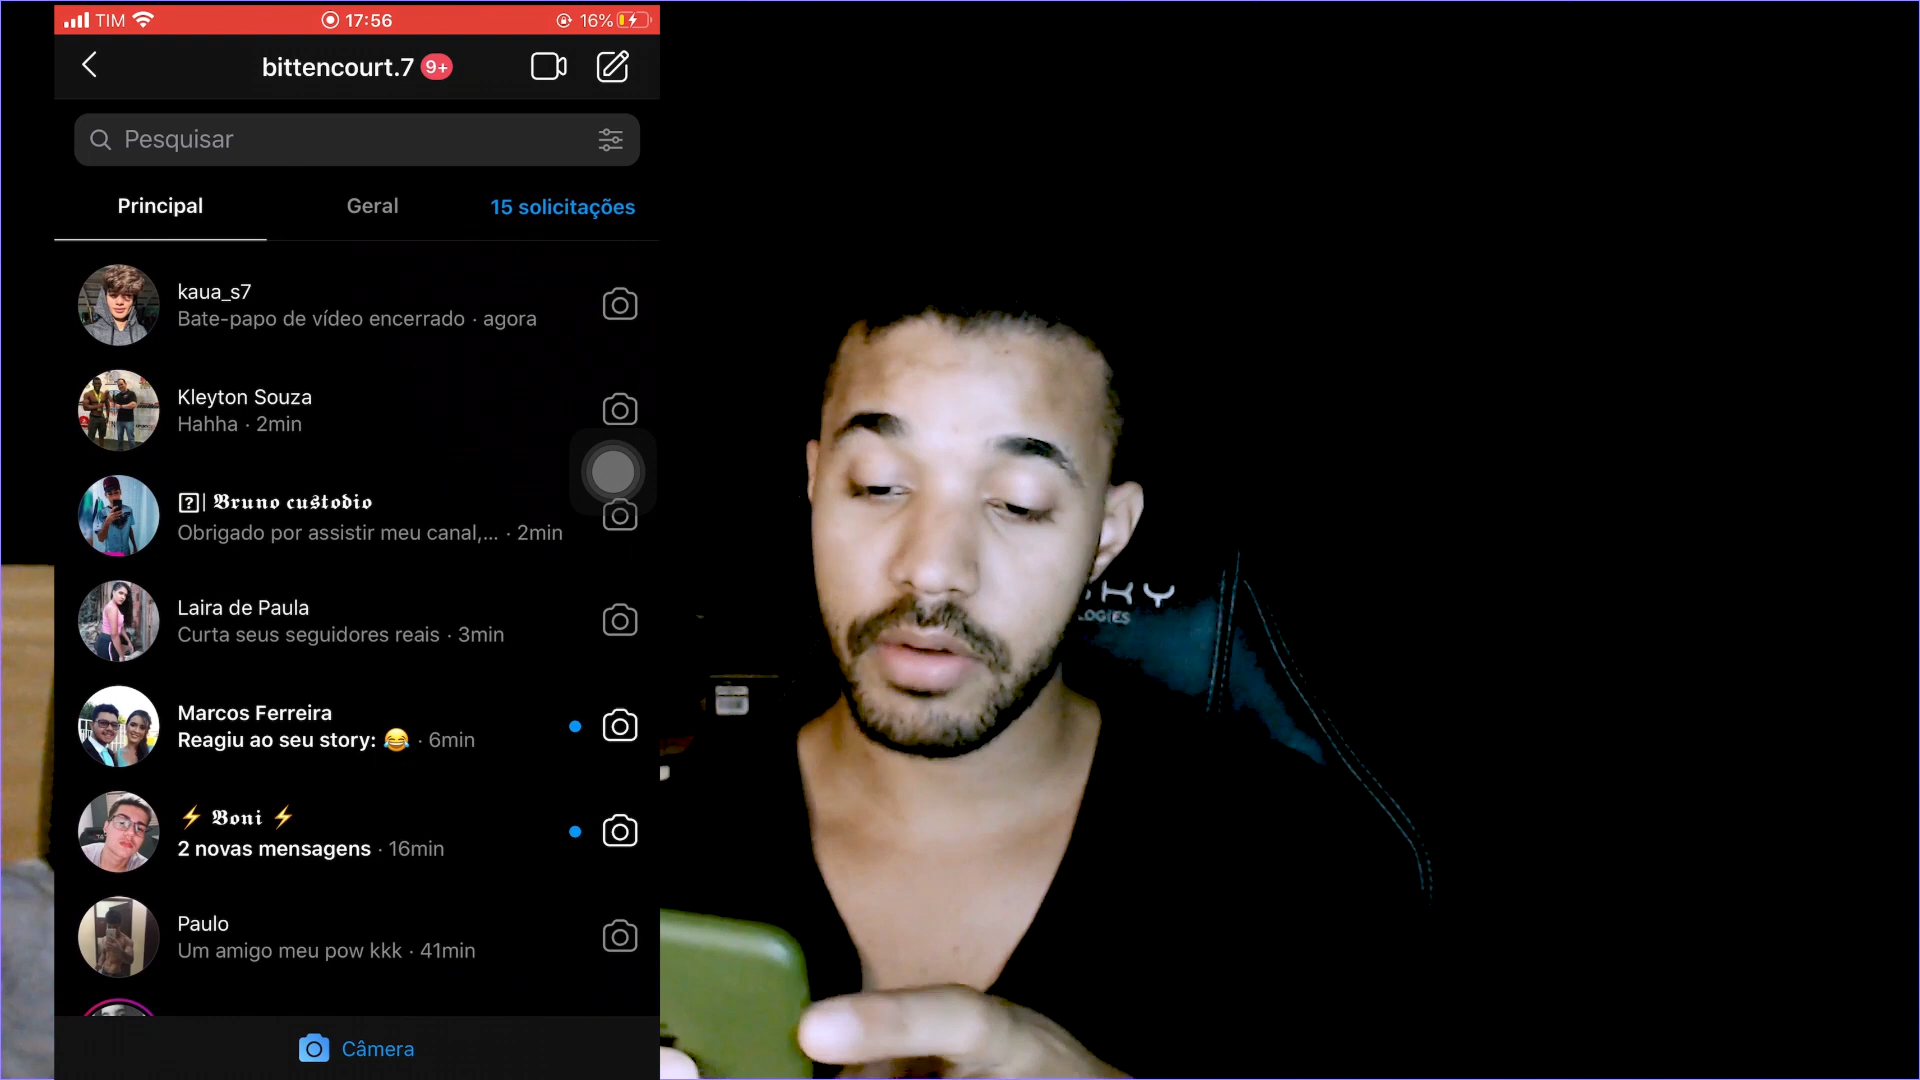 TIM 17:56 16%
bittencourt.7 9+
Pesquisar
Principal Geral 15 solicitações
kaua_s7
Bate-papo de vídeo encerrado · agora
Kleyton Souza
Hahha · 2min
?| 𝕭𝖗𝖚𝖓𝖔 𝖈𝖚𝖘𝖙𝖔𝖉𝖎𝖔
Obrigado por assistir meu canal,... · 2min
Laira de Paula
Curta seus seguidores reais · 3min
Marcos Ferreira
Reagiu ao seu story: 😂 · 6min
⚡ 𝕭𝖔𝖓𝖎 ⚡
2 novas mensagens · 16min
Paulo
Um amigo meu pow kkk · 41min
Câmera